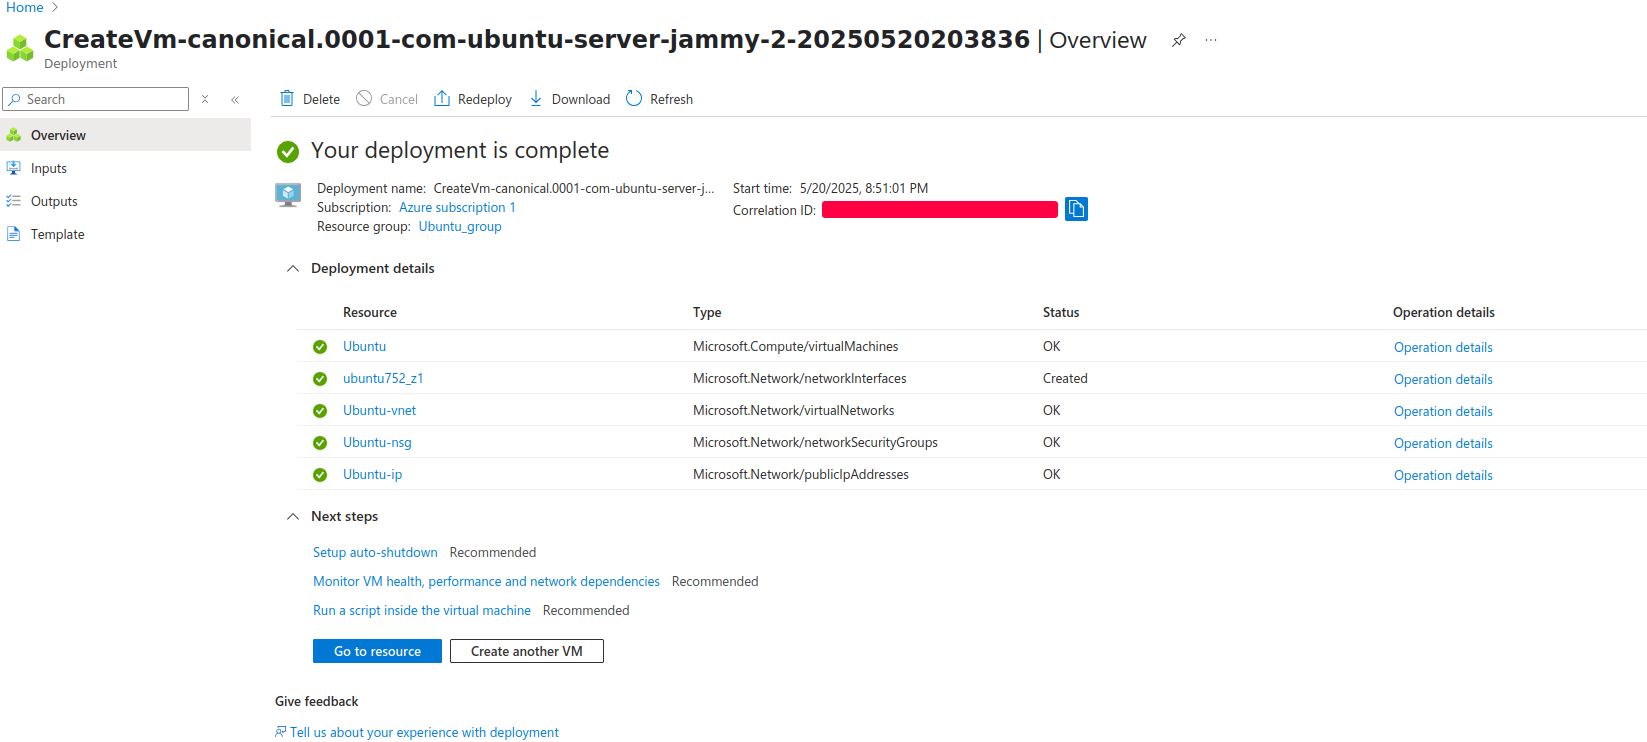 Home
CreateVm-canonical.0001-com-ubuntu-server-jammy-2-20250520203836 | Overview
Deployment
Search
Overview
Inputs
Outputs
Template
Delete Cancel Redeploy Download Refresh
Your deployment is complete
Deployment name: CreateVm-canonical.0001-com-ubuntu-server-j... Start time: 5/20/2025, 8:51:01 PM
Subscription: Azure subscription 1 Correlation ID:
Resource group: Ubuntu_group
Deployment details
Resource Type Status Operation details
Ubuntu Microsoft.Compute/virtualMachines OK Operation details
ubuntu752_z1 Microsoft.Network/networkInterfaces Created Operation details
Ubuntu-vnet Microsoft.Network/virtualNetworks OK Operation details
Ubuntu-nsg Microsoft.Network/networkSecurityGroups OK Operation details
Ubuntu-ip Microsoft.Network/publicIpAddresses OK Operation details
Next steps
Setup auto-shutdown Recommended
Monitor VM health, performance and network dependencies Recommended
Run a script inside the virtual machine Recommended
Go to resource Create another VM
Give feedback
Tell us about your experience with deployment